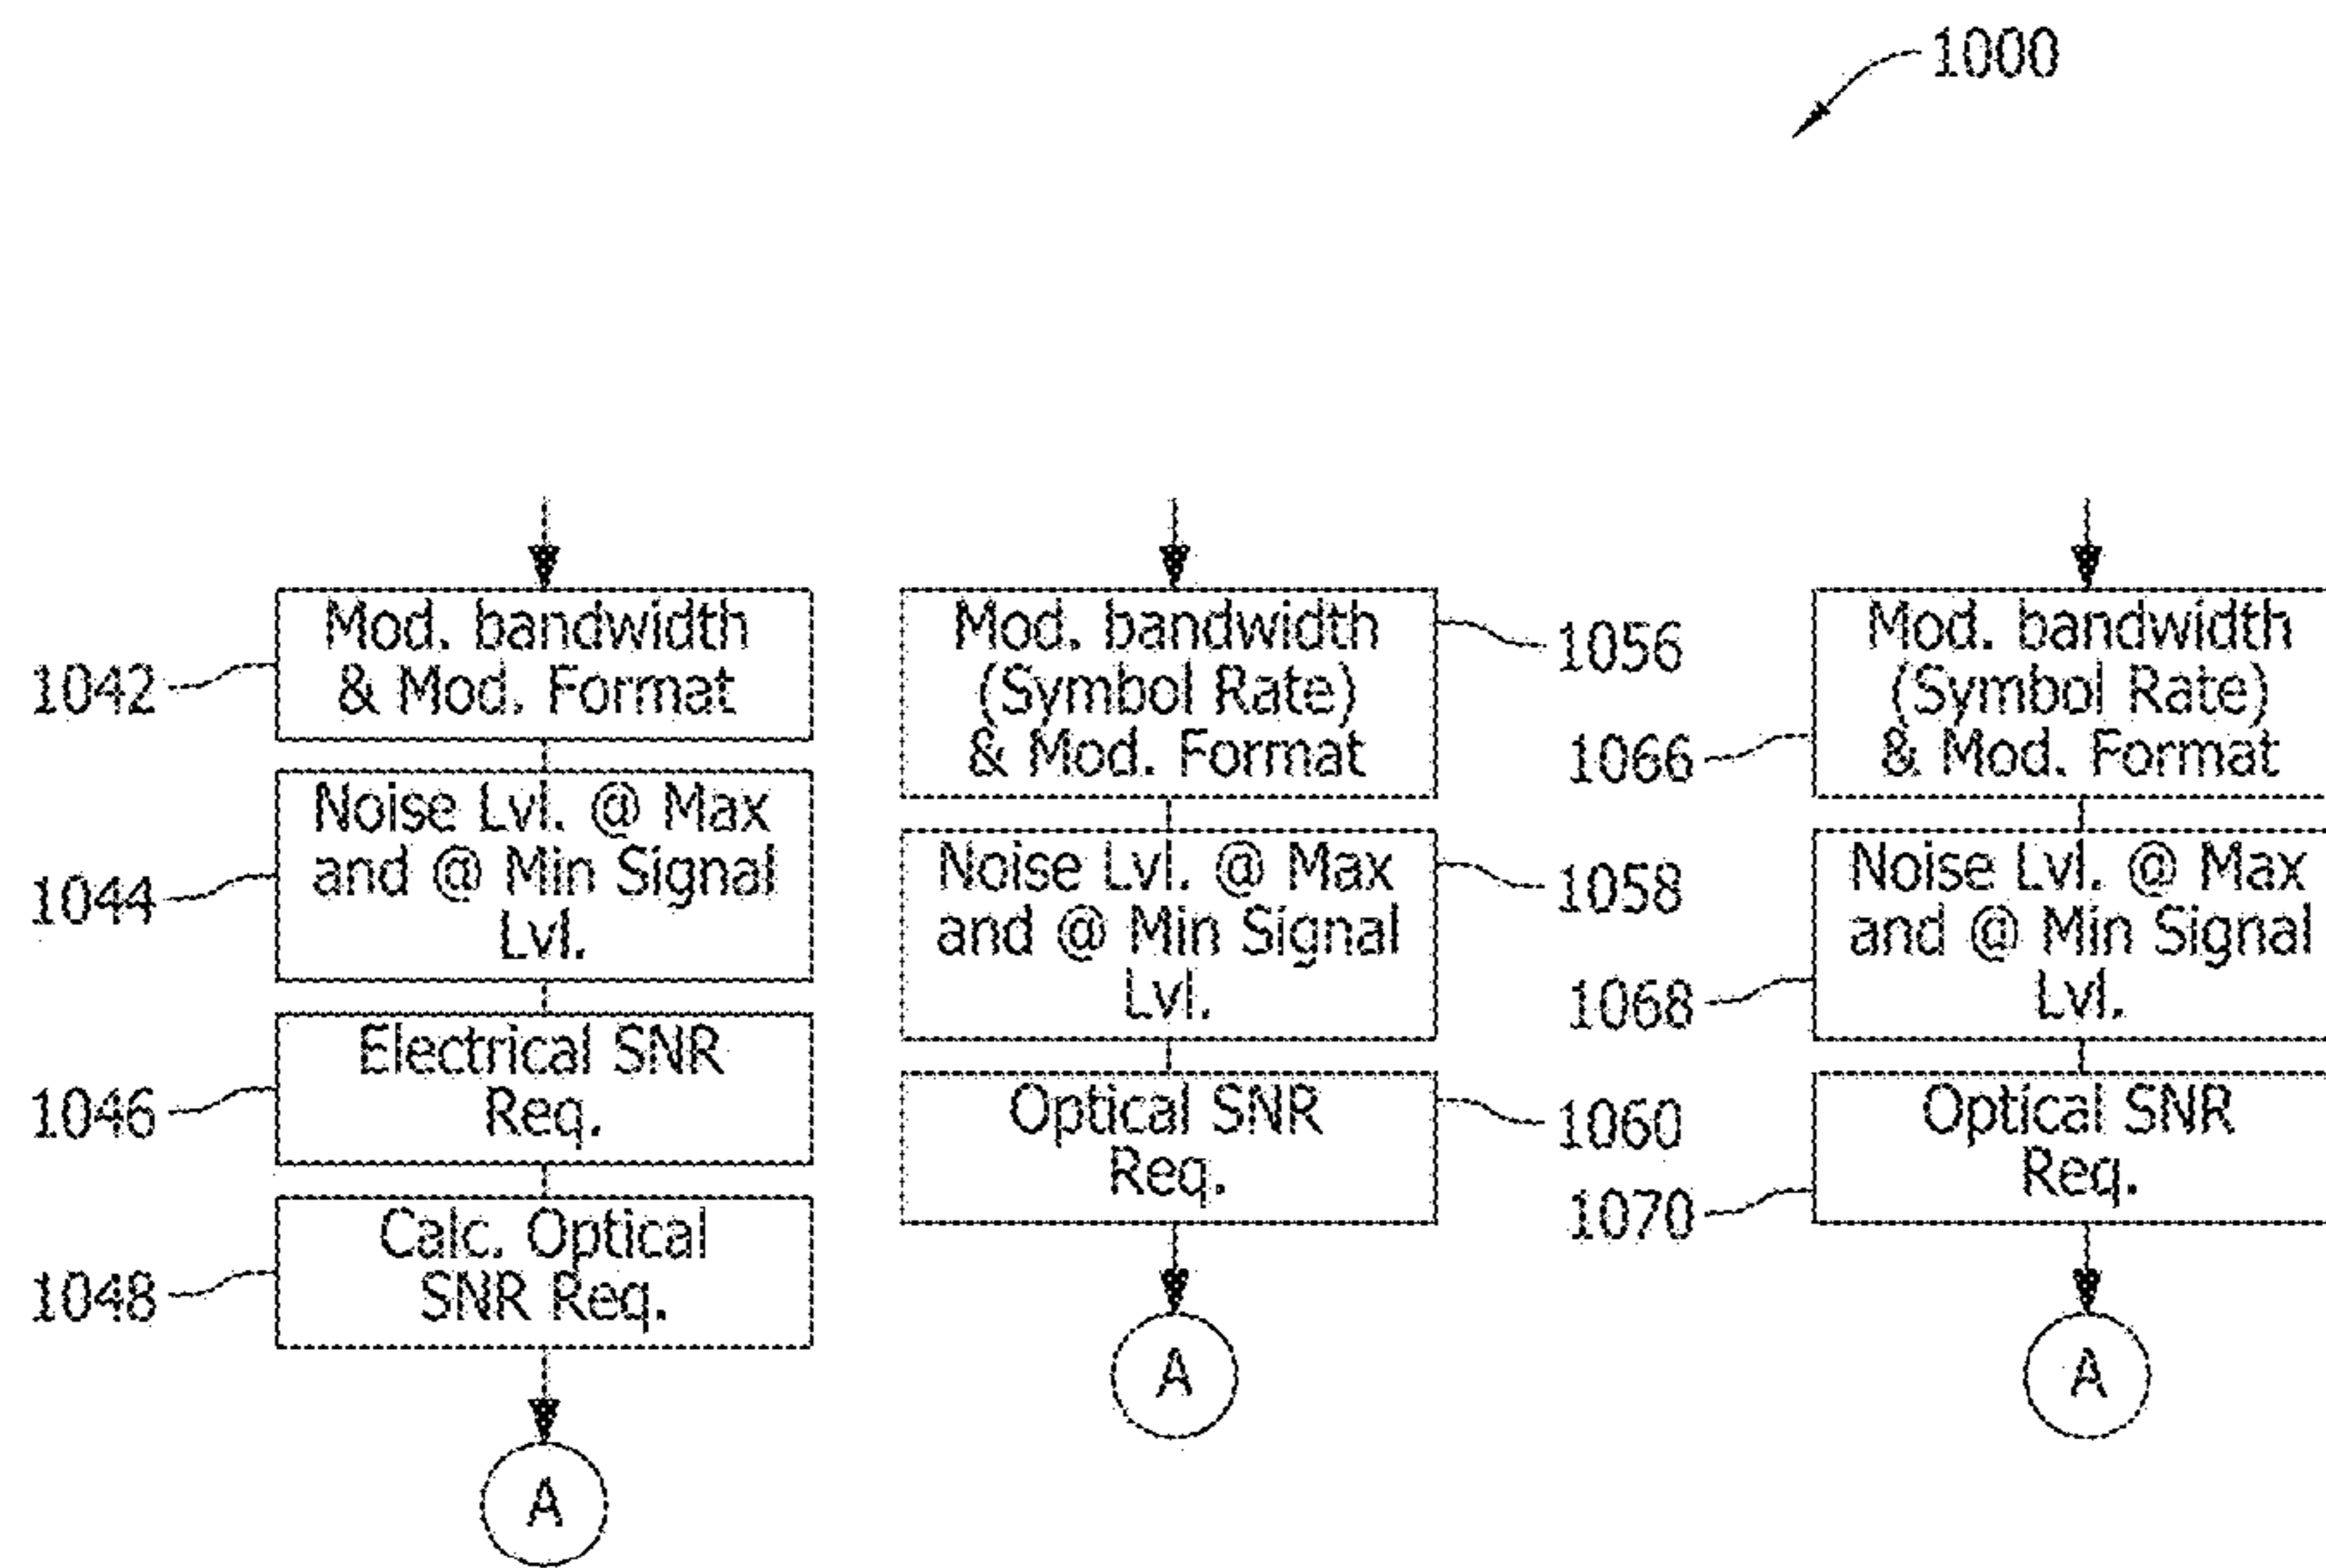 1000
Mod. bandwidth
& Mod. Format
1042
Noise Lvl. @ Max
and @ Min Signal
Lvl.
1044
Electrical SNR
Req.
1046
Calc. Optical
SNR Req.
1048
A
Mod. bandwidth
(Symbol Rate)
& Mod. Format
1056
Noise Lvl. @ Max
and @ Min Signal
Lvl.
1058
Optical SNR
Req.
1060
A
Mod. bandwidth
(Symbol Rate)
& Mod. Format
1066
Noise Lvl. @ Max
and @ Min Signal
Lvl.
1068
Optical SNR
Req.
1070
A